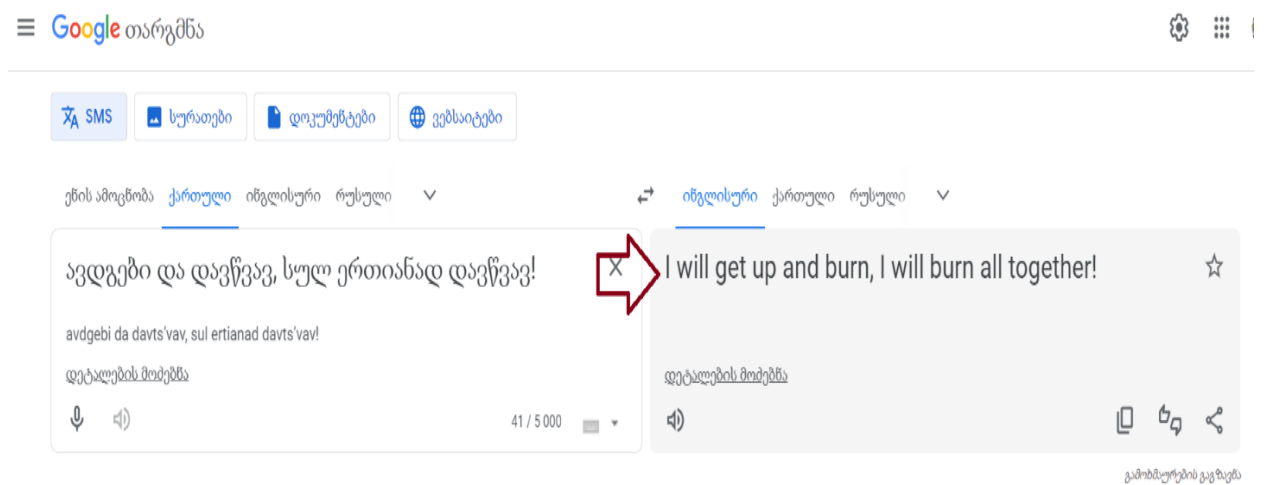 Google თარგმნა
SMS სურათები დოკუმენტები ვებსაიტები
ენის ამოცნობა ქართული ინგლისური რუსული ინგლისური ქართული რუსული
ავდგები და დავწვავ, სულ ერთიანად დავწვავ!
I will get up and burn, I will burn all together!
avdgebi da davts'vav, sul ertianad davts'vav!
დეტალების მოძებნა
დეტალების მოძებნა
41 / 5 000
გამოხმაურების გაგზავნა